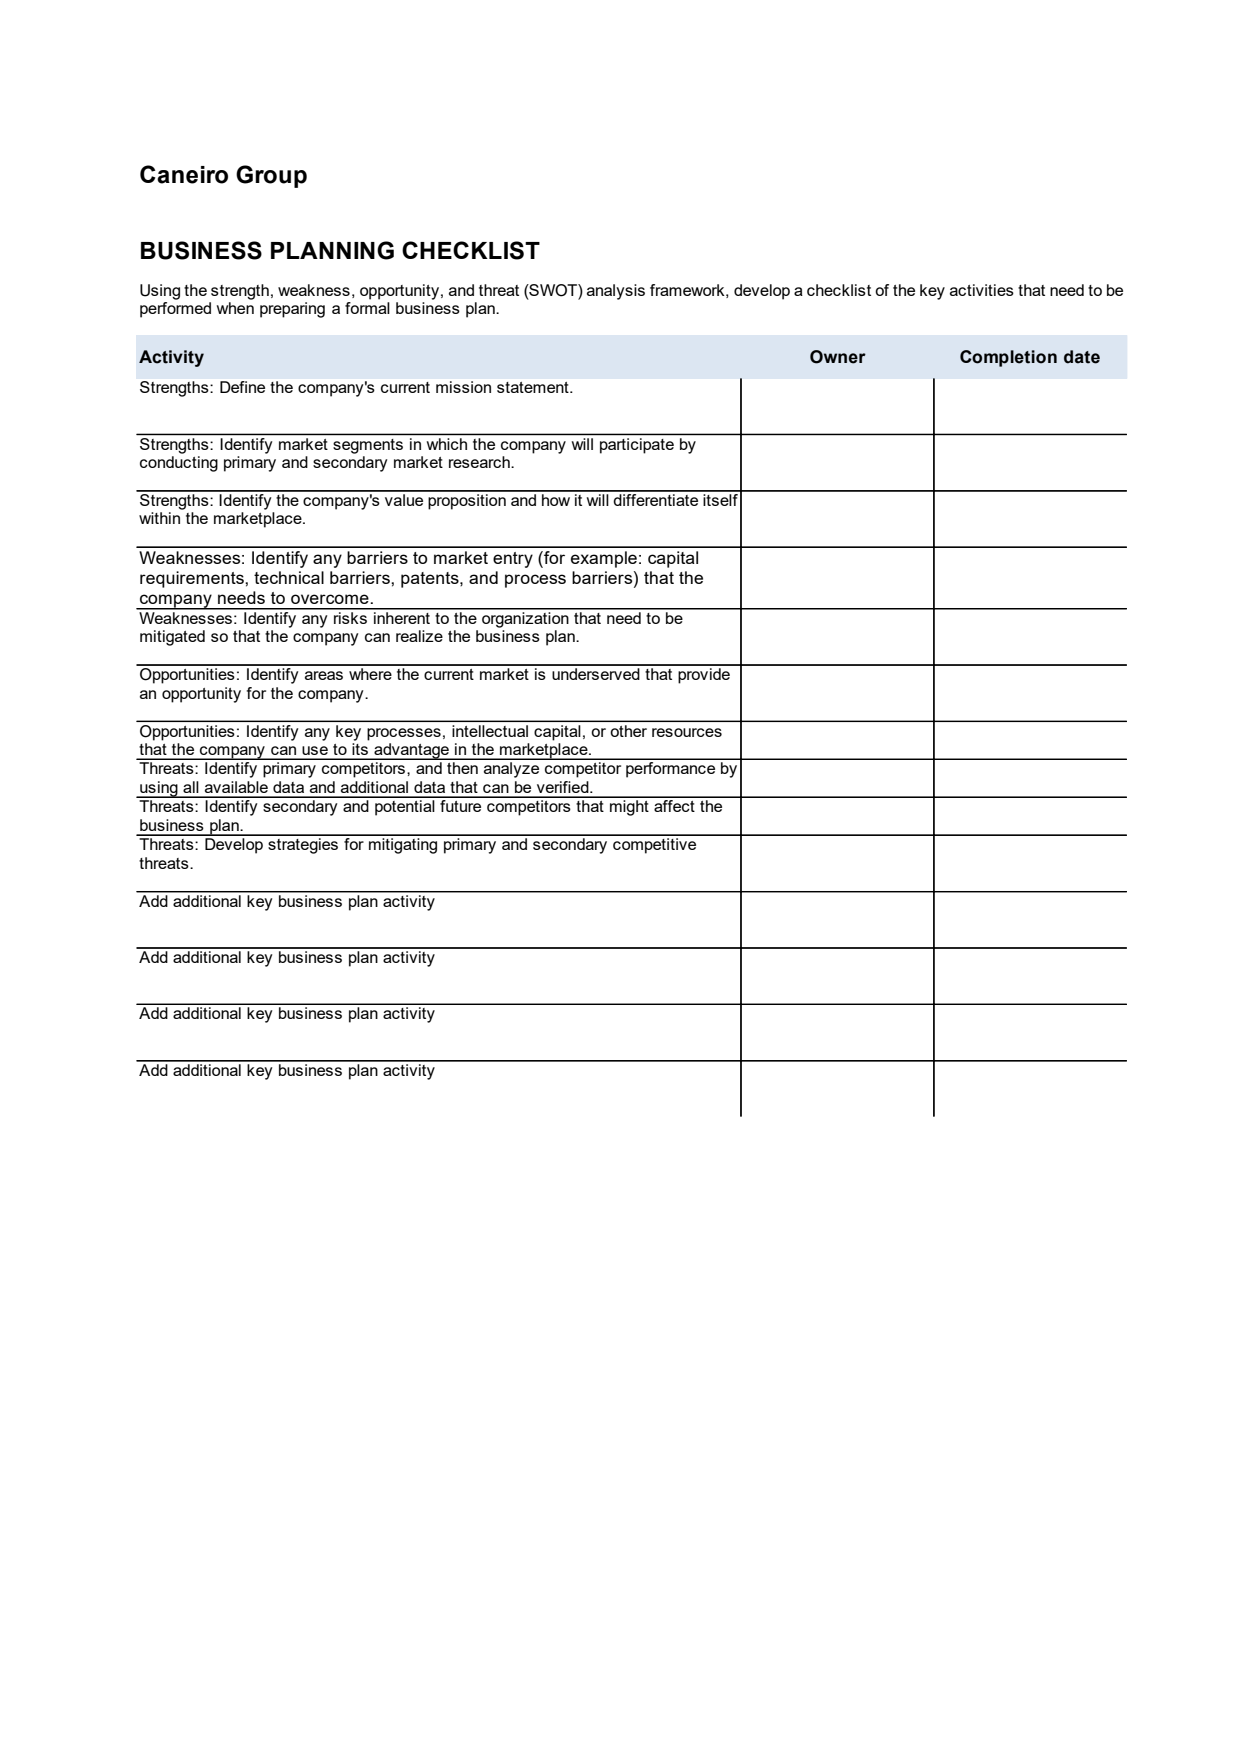 Caneiro Group
BUSINESS PLANNING CHECKLIST
Using the strength, weakness, opportunity, and threat (SWOT) analysis framework, develop a checklist of the key activities that need to be
performed when preparing a formal business plan.
Activity Owner Completion date
Strengths: Define the company's current mission statement.
Strengths: Identify market segments in which the company will participate by
conducting primary and secondary market research.
Strengths: Identify the company's value proposition and how it will differentiate itself
within the marketplace.
Weaknesses: Identify any barriers to market entry (for example: capital
requirements, technical barriers, patents, and process barriers) that the
company needs to overcome.
Weaknesses: Identify any risks inherent to the organization that need to be
mitigated so that the company can realize the business plan.
Opportunities: Identify areas where the current market is underserved that provide
an opportunity for the company.
Opportunities: Identify any key processes, intellectual capital, or other resources
that the company can use to its advantage in the marketplace.
Threats: Identify primary competitors, and then analyze competitor performance by
using all available data and additional data that can be verified.
Threats: Identify secondary and potential future competitors that might affect the
business plan.
Threats: Develop strategies for mitigating primary and secondary competitive
threats.
Add additional key business plan activity
Add additional key business plan activity
Add additional key business plan activity
Add additional key business plan activity